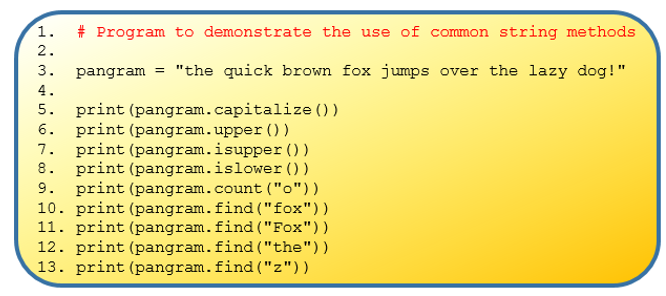 1. # Program to demonstrate the use of common string methods
2.
3. pangram = "the quick brown fox jumps over the lazy dog!"
4.
5. print(pangram.capitalize())
6. print(pangram.upper())
7. print(pangram.isupper())
8. print(pangram.islower())
9. print(pangram.count("o"))
10. print(pangram.find("fox"))
11. print(pangram.find("Fox"))
12. print(pangram.find("the"))
13. print(pangram.find("z"))